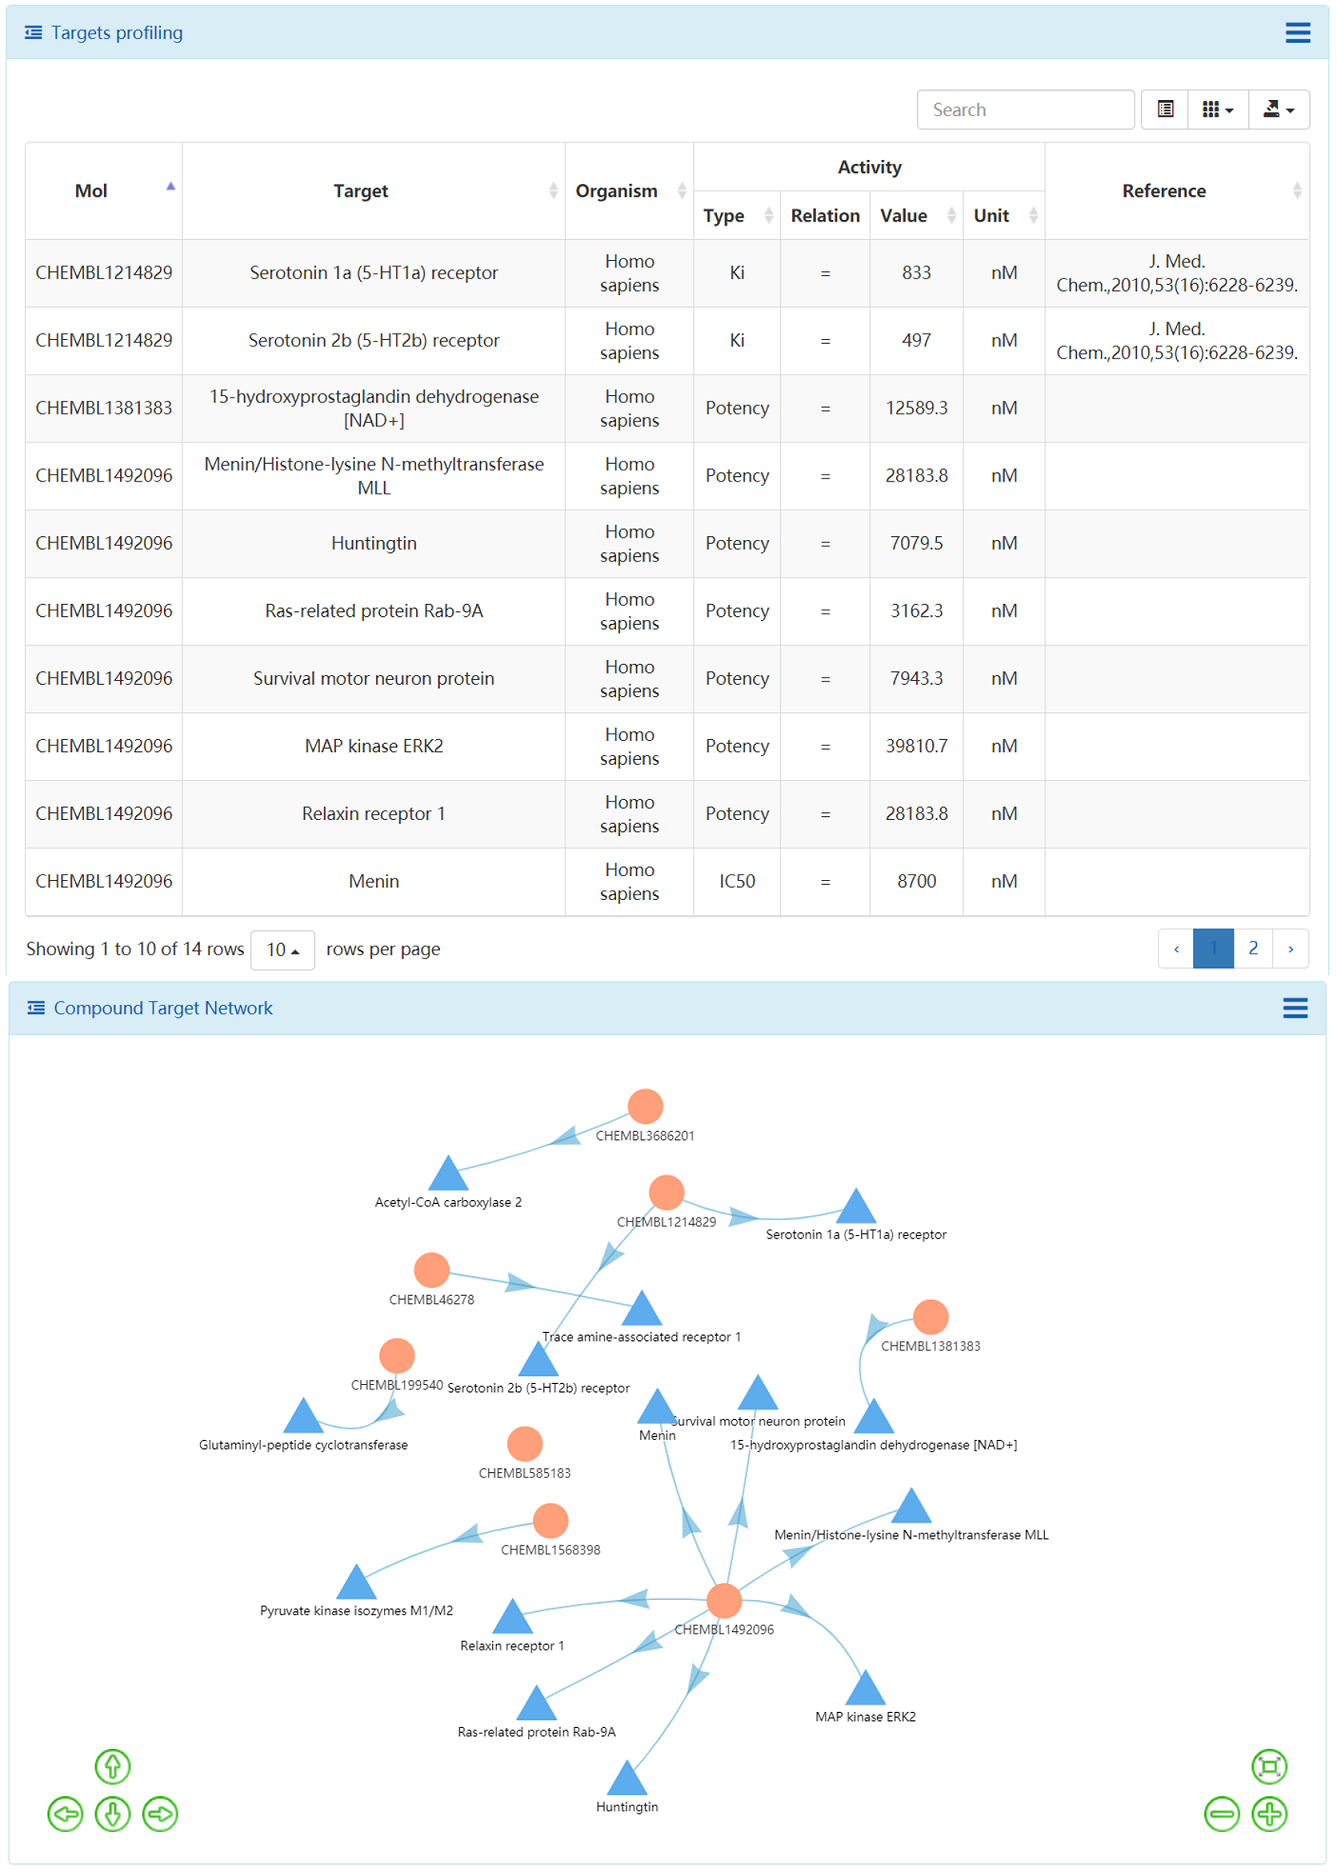 Targets profiling
Search
Mol
Target
Organism
Activity
Reference
Type
Relation
Value
Unit
CHEMBL1214829 Serotonin 1a (5-HT1a) receptor Homo sapiens Ki = 833 nM J. Med. Chem.,2010,53(16):6228-6239.
CHEMBL1214829 Serotonin 2b (5-HT2b) receptor Homo sapiens Ki = 497 nM J. Med. Chem.,2010,53(16):6228-6239.
CHEMBL1381383 15-hydroxyprostaglandin dehydrogenase [NAD+] Homo sapiens Potency = 12589.3 nM
CHEMBL1492096 Menin/Histone-lysine N-methyltransferase MLL Homo sapiens Potency = 28183.8 nM
CHEMBL1492096 Huntingtin Homo sapiens Potency = 7079.5 nM
CHEMBL1492096 Ras-related protein Rab-9A Homo sapiens Potency = 3162.3 nM
CHEMBL1492096 Survival motor neuron protein Homo sapiens Potency = 7943.3 nM
CHEMBL1492096 MAP kinase ERK2 Homo sapiens Potency = 39810.7 nM
CHEMBL1492096 Relaxin receptor 1 Homo sapiens Potency = 28183.8 nM
CHEMBL1492096 Menin Homo sapiens IC50 = 8700 nM
Showing 1 to 10 of 14 rows 10 rows per page ‹ 1 2 ›
Compound Target Network
CHEMBL3686201
Acetyl-CoA carboxylase 2
CHEMBL1214829
Serotonin 1a (5-HT1a) receptor
CHEMBL46278
Trace amine-associated receptor 1
CHEMBL1381383
CHEMBL199540
Serotonin 2b (5-HT2b) receptor
Survival motor neuron protein
Menin
Glutaminyl-peptide cyclotransferase
15-hydroxyprostaglandin dehydrogenase [NAD+]
CHEMBL585183
Menin/Histone-lysine N-methyltransferase MLL
CHEMBL1568398
Pyruvate kinase isozymes M1/M2
CHEMBL1492096
Relaxin receptor 1
MAP kinase ERK2
Ras-related protein Rab-9A
Huntingtin